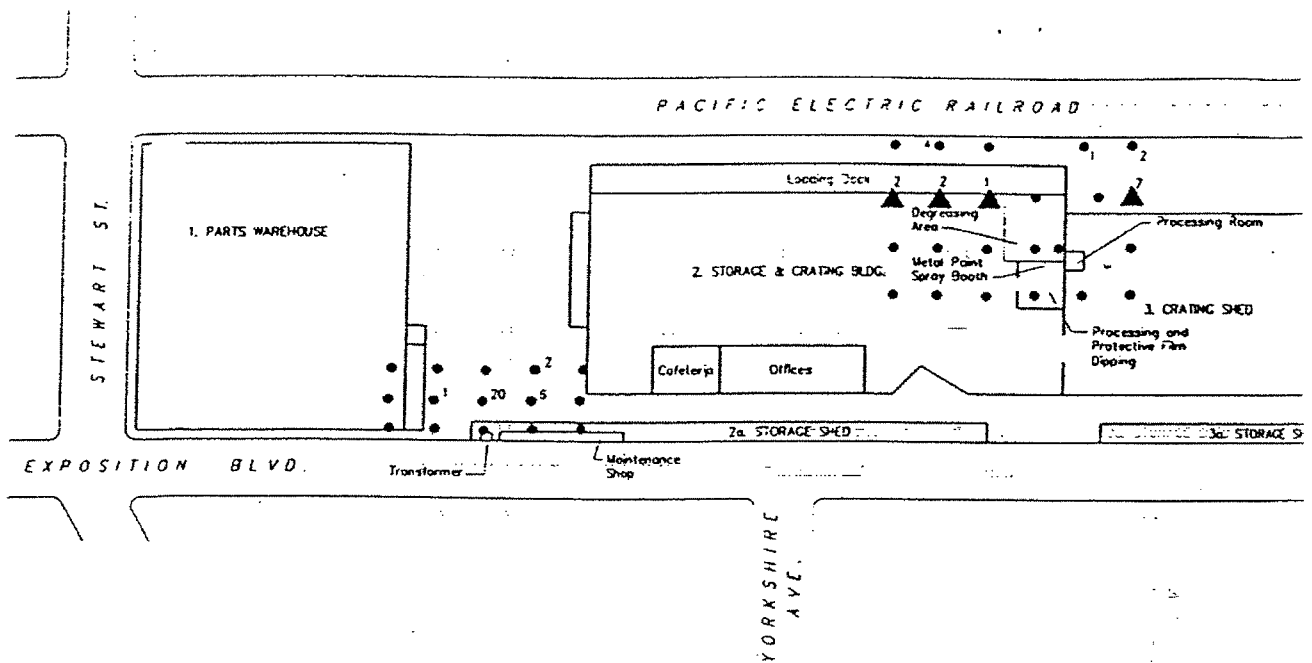 PACIFIC ELECTRIC RAILROAD
4
1
2
STEWART ST.
1. PARTS WAREHOUSE
Loading Dock
2
2
1
7
Degreasing
Area
Processing Room
2. STORAGE & CRATING BLDG.
Metal Paint
Spray Booth
3. CRATING SHED
Processing and
Protective Film
Dipping
2
Cafeteria
Offices
20
5
2a. STORAGE SHED
3a. STORAGE SH
EXPOSITION BLVD.
Transformer
Maintenance
Shop
YORKSHIRE
AVE.